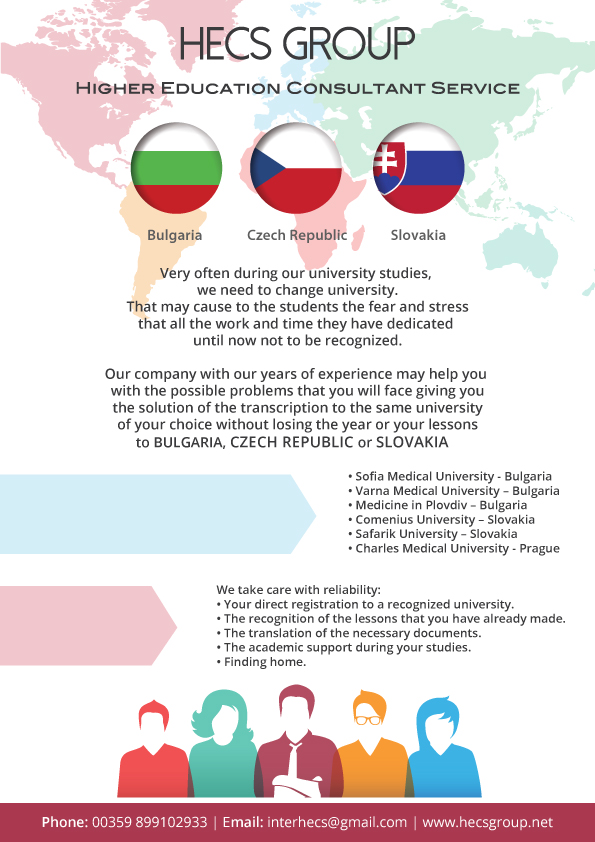 HECS GROUP
HIGHER EDUCATION CONSULTANT SERVICE
Bulgaria
Czech Republic
Slovakia
Very often during our university studies,
we need to change university.
That may cause to the students the fear and stress
that all the work and time they have dedicated
until now not to be recognized.
Our company with our years of experience may help you
with the possible problems that you will face giving you
the solution of the transcription to the same university
of your choice without losing the year or your lessons
to BULGARIA, CZECH REPUBLIC or SLOVAKIA
• Sofia Medical University - Bulgaria
• Varna Medical University – Bulgaria
• Medicine in Plovdiv – Bulgaria
• Comenius University – Slovakia
• Safarik University – Slovakia
• Charles Medical University - Prague
We take care with reliability:
• Your direct registration to a recognized university.
• The recognition of the lessons that you have already made.
• The translation of the necessary documents.
• The academic support during your studies.
• Finding home.
Phone: 00359 899102933 | Email: interhecs@gmail.com | www.hecsgroup.net